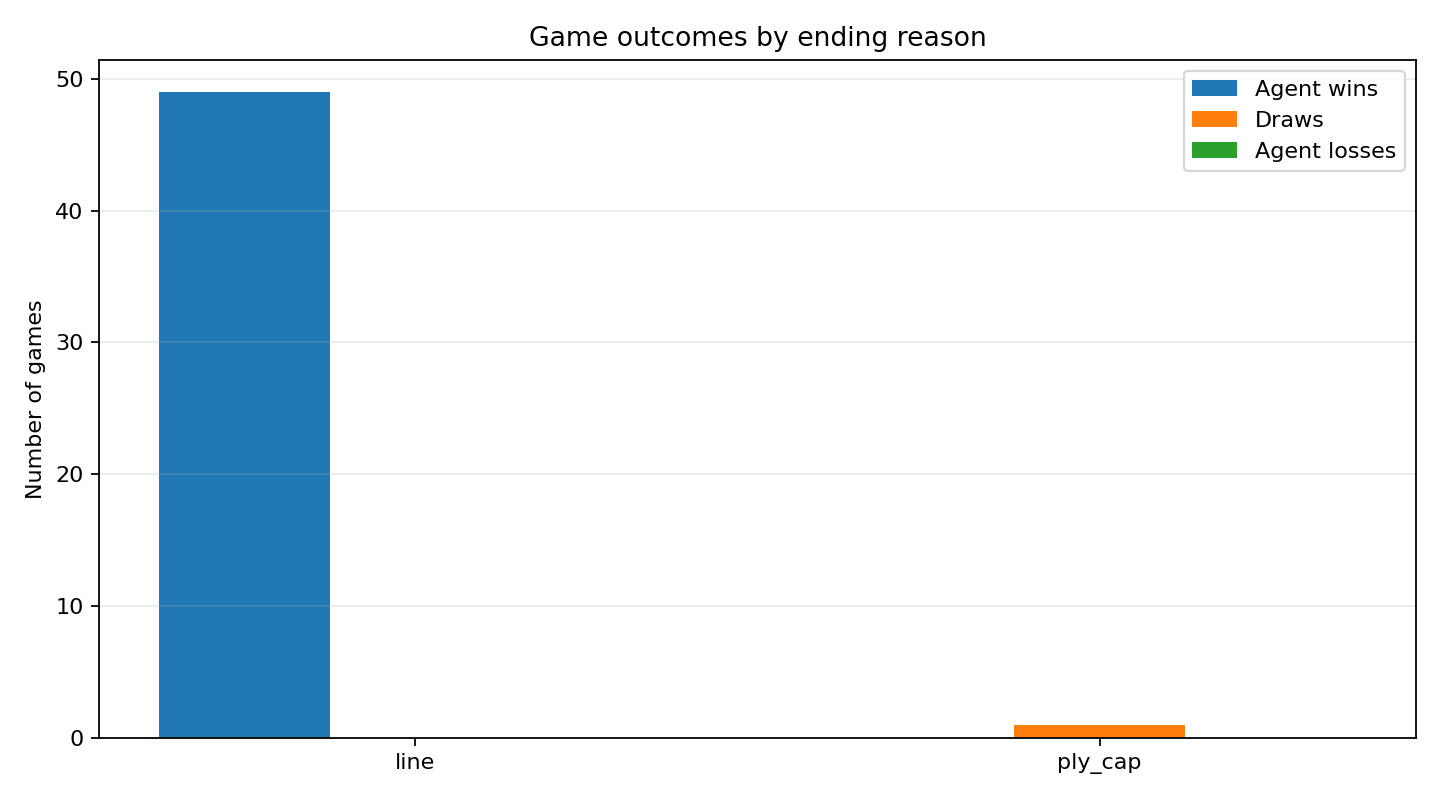 Game outcomes by ending reason
Agent wins
Draws
Agent losses
Number of games
50
40
30
20
10
0
line
ply_cap